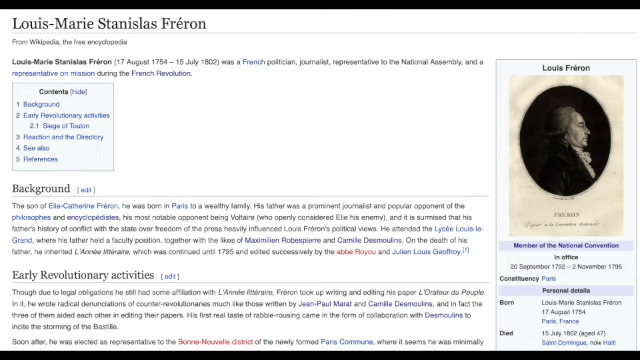 Louis-Marie Stanislas Fréron
From Wikipedia, the free encyclopedia
Louis-Marie Stanislas Fréron (17 August 1754 – 15 July 1802) was a French politician, journalist, representative to the National Assembly, and a
representative on mission during the French Revolution.
Contents [hide]
1 Background
2 Early Revolutionary activities
2.1 Siege of Toulon
3 Reaction and the Directory
4 See also
5 References
Background [ edit ]
The son of Elie-Catherine Fréron, he was born in Paris to a wealthy family. His father was a prominent journalist and popular opponent of the
philosophes and encyclopédistes, his most notable opponent being Voltaire (who openly considered Elie his enemy), and it is surmised that his
father's history of conflict with the state over freedom of the press heavily influenced Louis Fréron's political views. He attended the Lycée Louis-le-
Grand, where his father held a faculty position, together with the likes of Maximilien Robespierre and Camille Desmoulins. On the death of his
father, he inherited L'Année littéraire, which was continued until 1795 and edited successively by the abbé Royou and Julien Louis Geoffroy.[1]
Early Revolutionary activities [ edit ]
Though due to legal obligations he still had some affiliation with L'Année littéraire, Fréron took up writing and editing his paper L'Orateur du Peuple.
In it, he wrote radical denunciations of counter-revolutionaries much like those written by Jean-Paul Marat and Camille Desmoulins, and in fact the
three of them aided each other in editing their papers. His first real taste of rabble-rousing came in the form of collaboration with Desmoulins to
incite the storming of the Bastille.
Soon after, he was elected as representative to the Bonne-Nouvelle district of the newly formed Paris Commune, where it seems he was minimally
Louis Fréron
FRÉRON
Député à la Convention Nationale
Member of the National Convention
In office
20 September 1792 – 2 November 1795
Constituency Paris
Personal details
Born Louis-Marie Stanislas Fréron
17 August 1754
Paris, France
Died 15 July 1802 (aged 47)
Saint-Domingue, now Haiti